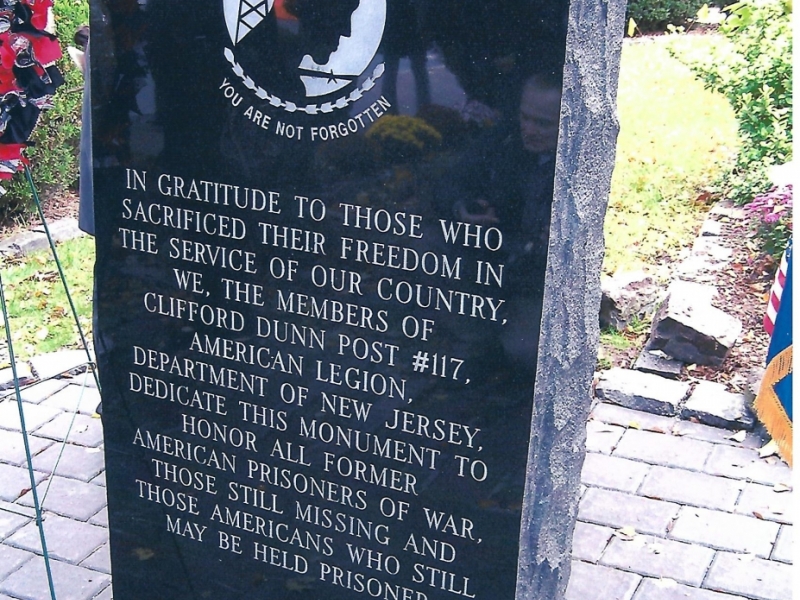 YOU ARE NOT FORGOTTEN
IN GRATITUDE TO THOSE WHO
SACRIFICED THEIR FREEDOM IN
THE SERVICE OF OUR COUNTRY,
WE, THE MEMBERS OF
CLIFFORD DUNN POST #117,
AMERICAN LEGION,
DEPARTMENT OF NEW JERSEY,
DEDICATE THIS MONUMENT TO
HONOR ALL FORMER
AMERICAN PRISONERS OF WAR,
THOSE STILL MISSING AND
THOSE AMERICANS WHO STILL
MAY BE HELD PRISONER